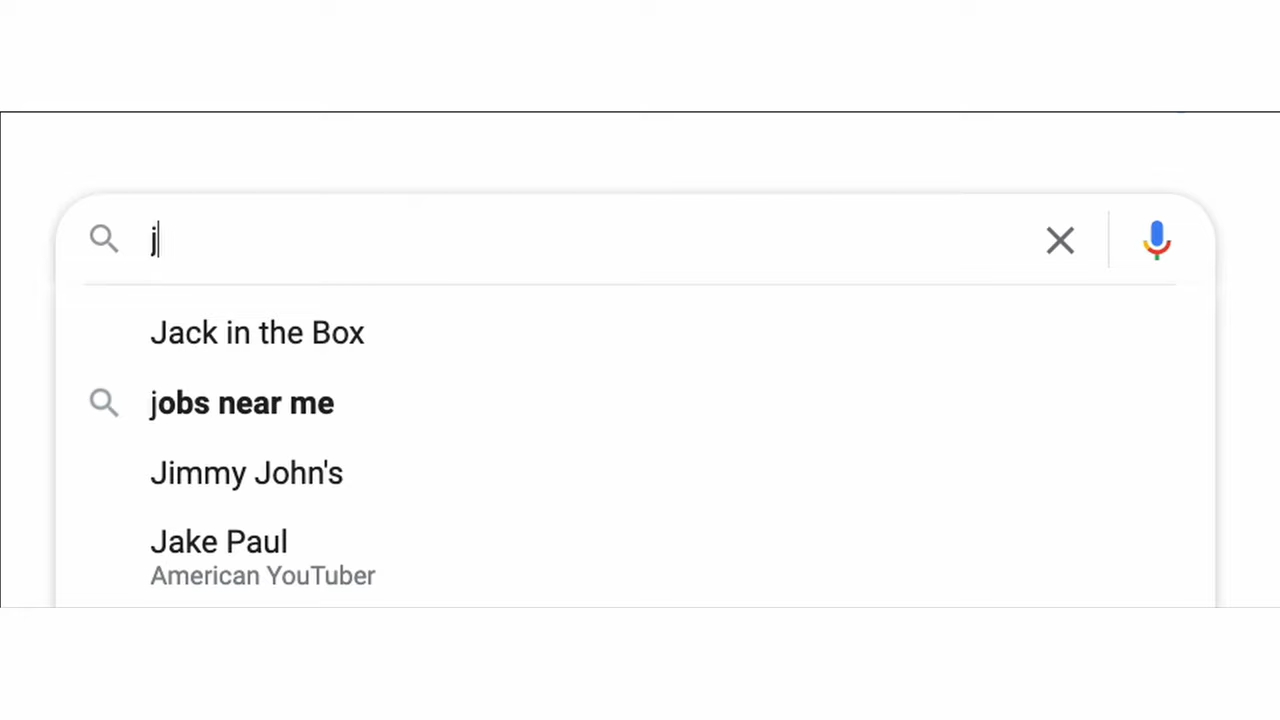 j
Jack in the Box
jobs near me
Jimmy John's
Jake Paul
American YouTuber